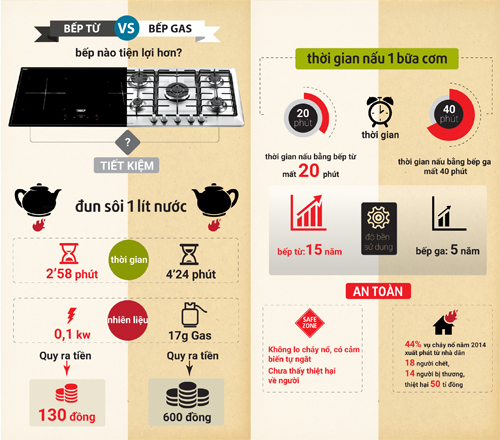 BẾP TỪ VS BẾP GAS
bếp nào tiện lợi hơn?
?
TIẾT KIỆM
đun sôi 1 lít nước
2'58 phút
thời gian
4'24 phút
0,1 kw
nhiên liệu
17g Gas
Quy ra tiền
Quy ra tiền
130 đồng
600 đồng
thời gian nấu 1 bữa cơm
20
phút
thời gian
40
phút
thời gian nấu bằng bếp từ
mất 20 phút
thời gian nấu bằng bếp ga
mất 40 phút
bếp từ: 15 năm
độ bền
sử dụng
bếp ga: 5 năm
AN TOÀN
SAFE
ZONE
Không lo cháy nổ, có cảm
biến tự ngắt
Chưa thấy thiệt hại
về người
44% vụ cháy nổ năm 2014
xuất phát từ nhà dân
18 người chết,
14 người bị thương,
thiệt hại 50 tỉ đồng